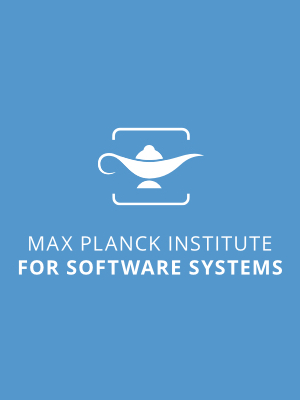 MAX PLANCK INSTITUTE
FOR SOFTWARE SYSTEMS